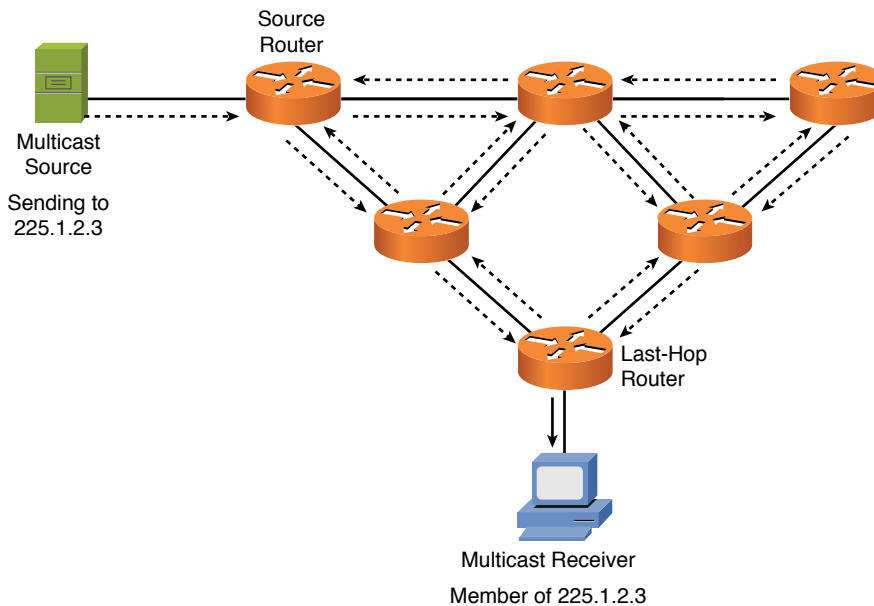 Source
Router
Multicast
Source
Sending to
225.1.2.3
Last-Hop
Router
Multicast Receiver
Member of 225.1.2.3